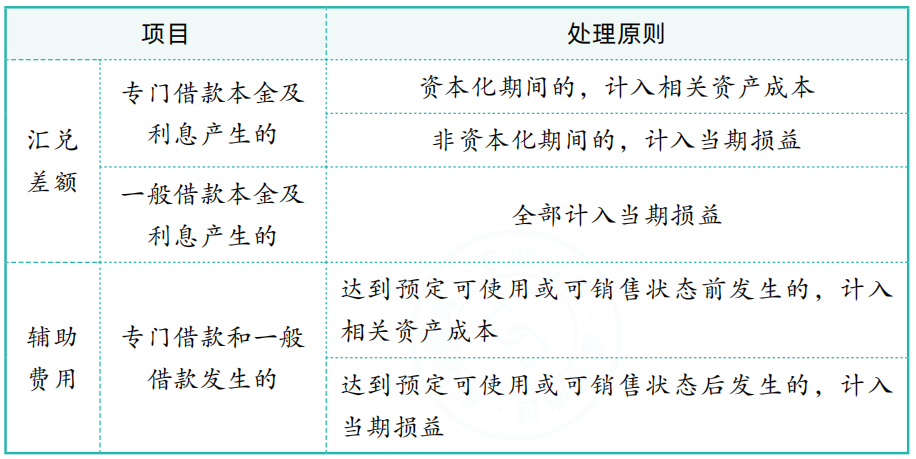 项目
处理原则
汇兑
差额
专门借款本金及
利息产生的
资本化期间的，计入相关资产成本
非资本化期间的，计入当期损益
一般借款本金及
利息产生的
全部计入当期损益
辅助
费用
专门借款和一般
借款发生的
达到预定可使用或可销售状态前发生的，计入
相关资产成本
达到预定可使用或可销售状态后发生的，计入
当期损益